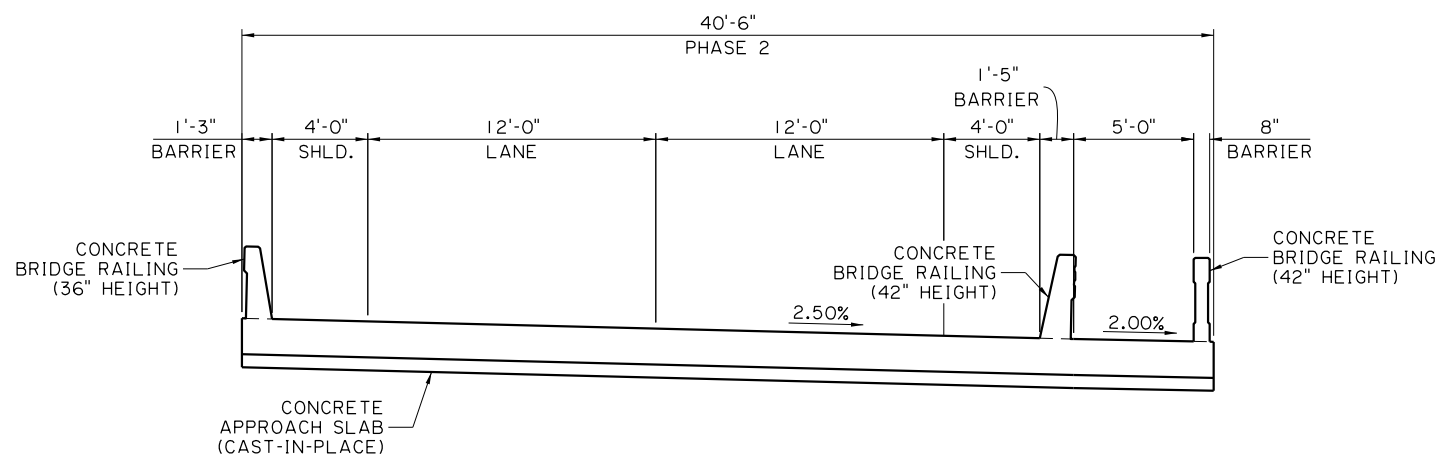 40'-6"
PHASE 2
1'-5"
BARRIER
1'-3"
BARRIER
4'-0"
SHLD.
12'-0"
LANE
12'-0"
LANE
4'-0"
SHLD.
5'-0"
8"
BARRIER
CONCRETE
BRIDGE RAILING
(36" HEIGHT)
CONCRETE
BRIDGE RAILING
(42" HEIGHT)
CONCRETE
BRIDGE RAILING
(42" HEIGHT)
2.50%
2.00%
CONCRETE
APPROACH SLAB
(CAST-IN-PLACE)